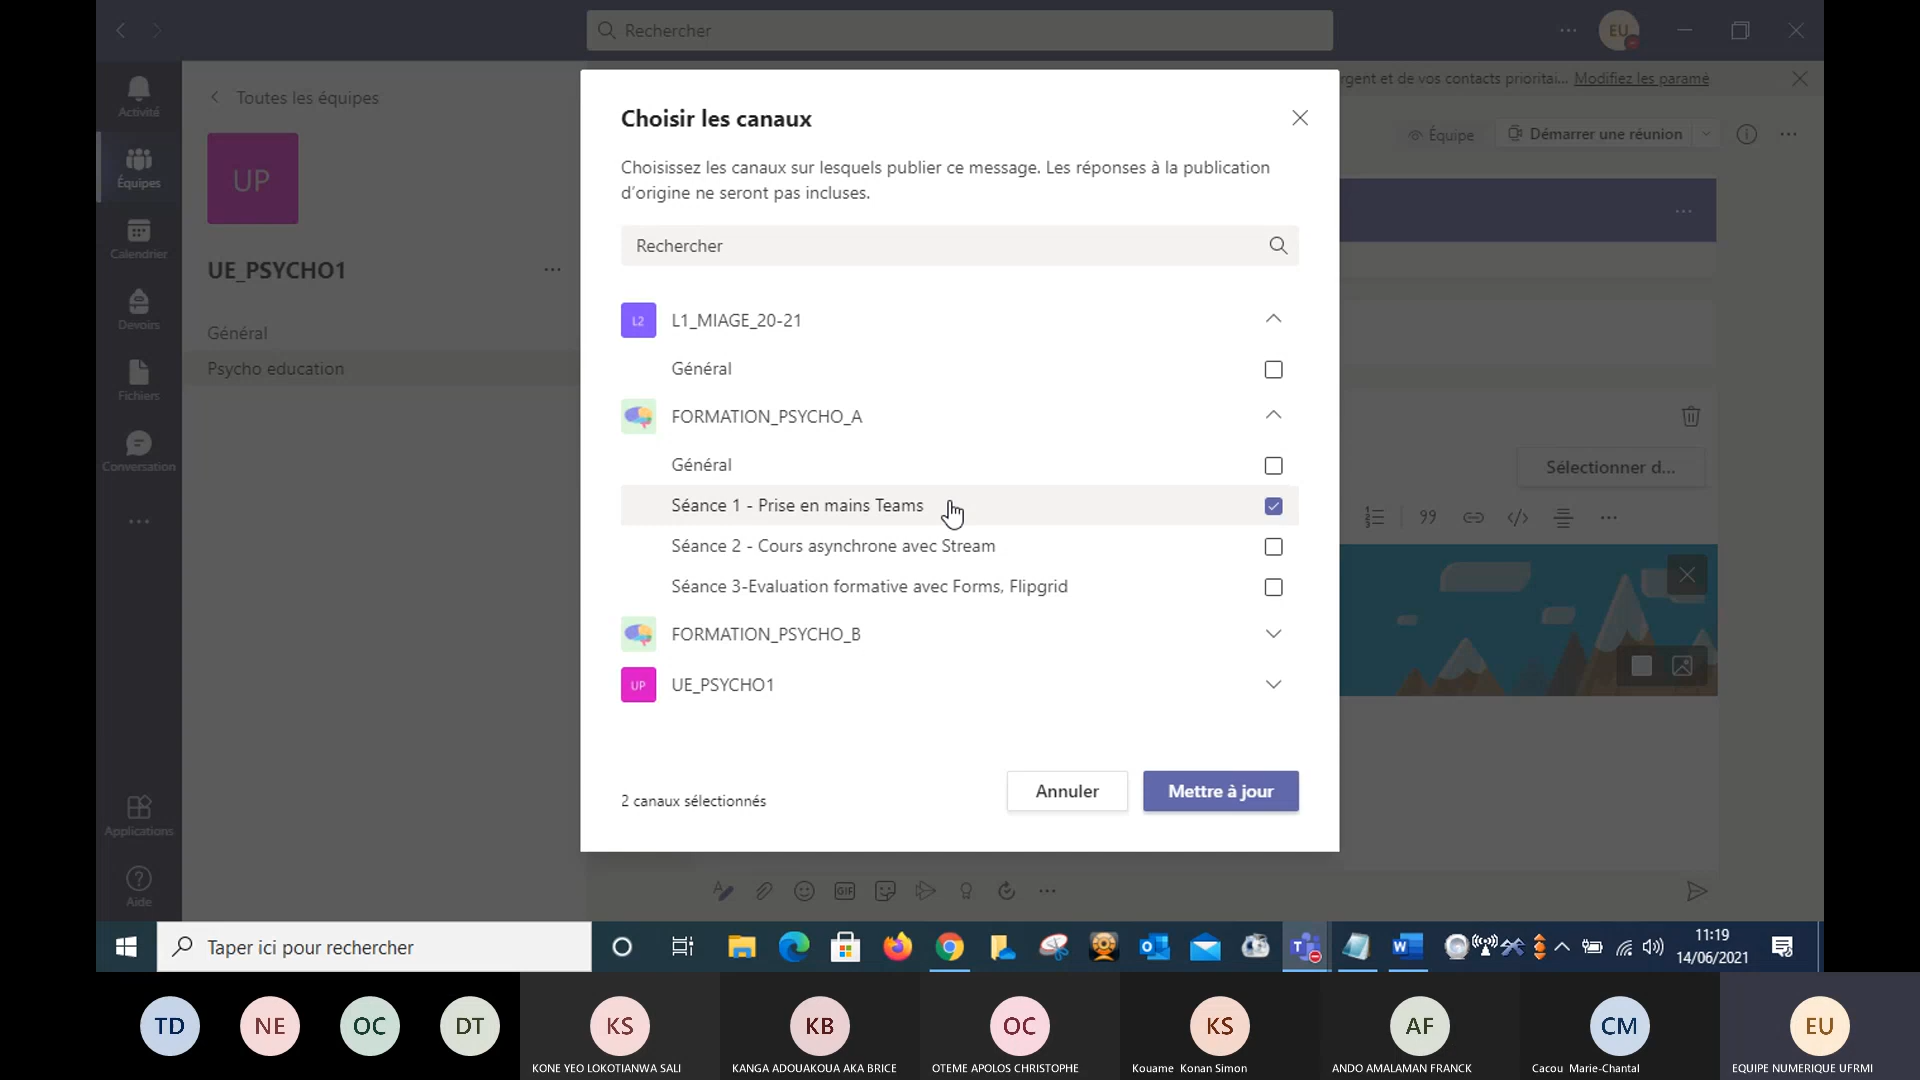 Rechercher
EU
Activité
Équipes
Calendrier
Devoirs
Fichiers
Conversation
Applications
Aide
Toutes les équipes
UP
UE_PSYCHO1
Général
Psycho education
rgent et de vos contacts prioritai... Modifiez les paramé
Équipe
Démarrer une réunion
Sélectionner d...
Choisir les canaux
Choisissez les canaux sur lesquels publier ce message. Les réponses à la publication
d'origine ne seront pas incluses.
Rechercher
L2 L1_MIAGE_20-21
Général
FORMATION_PSYCHO_A
Général
Séance 1 - Prise en mains Teams
Séance 2 - Cours asynchrone avec Stream
Séance 3-Evaluation formative avec Forms, Flipgrid
FORMATION_PSYCHO_B
UP UE_PSYCHO1
2 canaux sélectionnés
Annuler
Mettre à jour
GIF
Taper ici pour rechercher
11:19
14/06/2021
TD
NE
OC
DT
KS
KONE YEO LOKOTIANWA SALI
KB
KANGA ADOUAKOUA AKA BRICE
OC
OTEME APOLOS CHRISTOPHE
KS
Kouame Konan Simon
AF
ANDO AMALAMAN FRANCK
CM
Cacou Marie-Chantal
EU
EQUIPE NUMERIQUE UFRMI